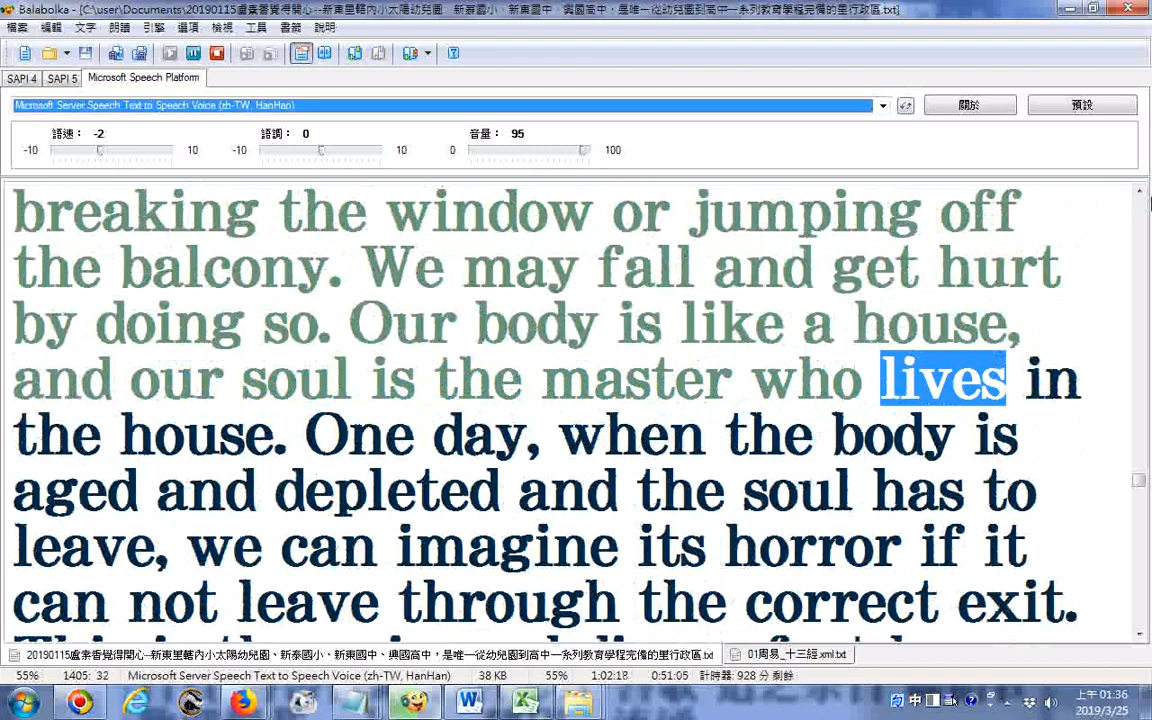 Balabolka - [C:\user\Documents\20190115盧素香覺得開心--新東里轄內小太陽幼兒園、新泰國小、新東國中、興國高中，是唯一從幼兒園到高中一系列教育學程完備的里行政區.txt]
檔案 編輯 文字 朗讀 引擎 選項 檢視 工具 書籤 說明
SAPI 4 SAPI 5 Microsoft Speech Platform
Microsoft Server Speech Text to Speech Voice (zh-TW, HanHan) 關於 預設
語速： -2 語調： 0 音量： 95
-10 10 -10 10 0 100
breaking the window or jumping off
the balcony. We may fall and get hurt
by doing so. Our body is like a house,
and our soul is the master who lives in
the house. One day, when the body is
aged and depleted and the soul has to
leave, we can imagine its horror if it
can not leave through the correct exit.
20190115盧素香覺得開心--新東里轄內小太陽幼兒園、新泰國小、新東國中、興國高中，是唯一從幼兒園到高中一系列教育學程完備的里行政區.txt 01周易_十三經.xml.txt
55% 1405: 32 Microsoft Server Speech Text to Speech Voice (zh-TW, HanHan) 38 KB 55% 1:02:18 0:51:05 計時器: 928 分 剩餘
中 上午 01:36
2019/3/25